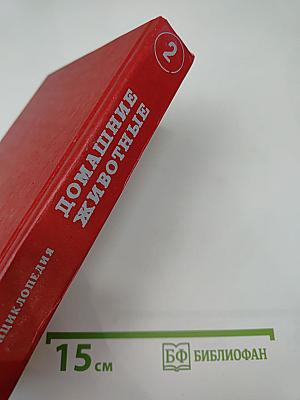 2
ДОМАШНИЕ
ЖИВОТНЫЕ
ЦИКЛОПЕДИЯ
15 см
БФ БИБЛИОФАН